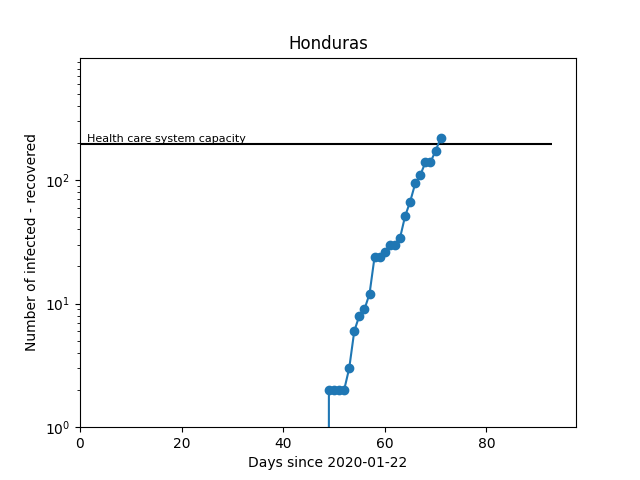 Honduras
Health care system capacity
Number of infected - recovered
10²
10¹
10⁰
0 20 40 60 80
Days since 2020-01-22